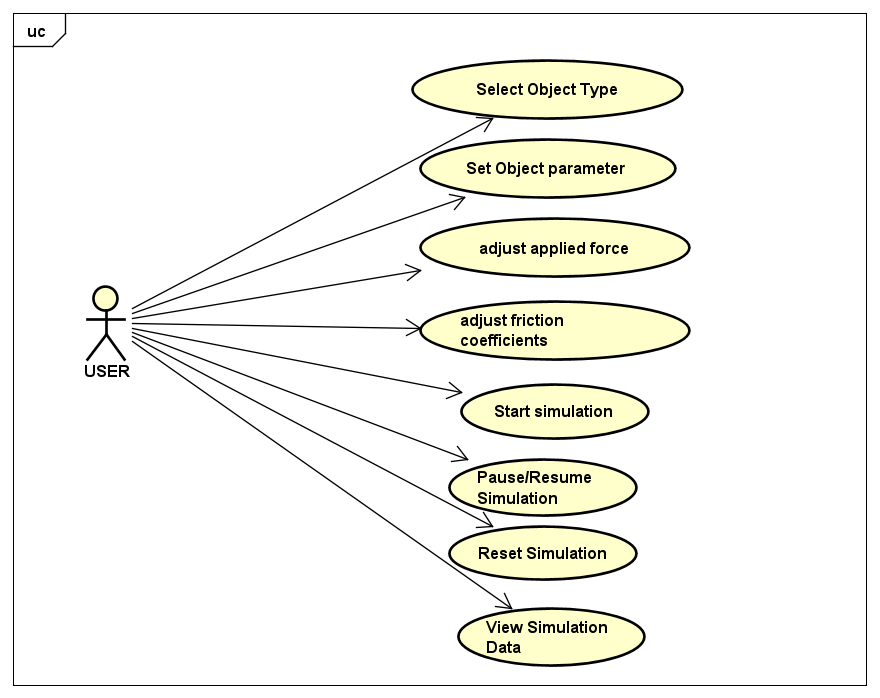 uc
Select Object Type
Set Object parameter
adjust applied force
adjust friction
coefficients
USER
Start simulation
Pause/Resume
Simulation
Reset Simulation
View Simulation
Data